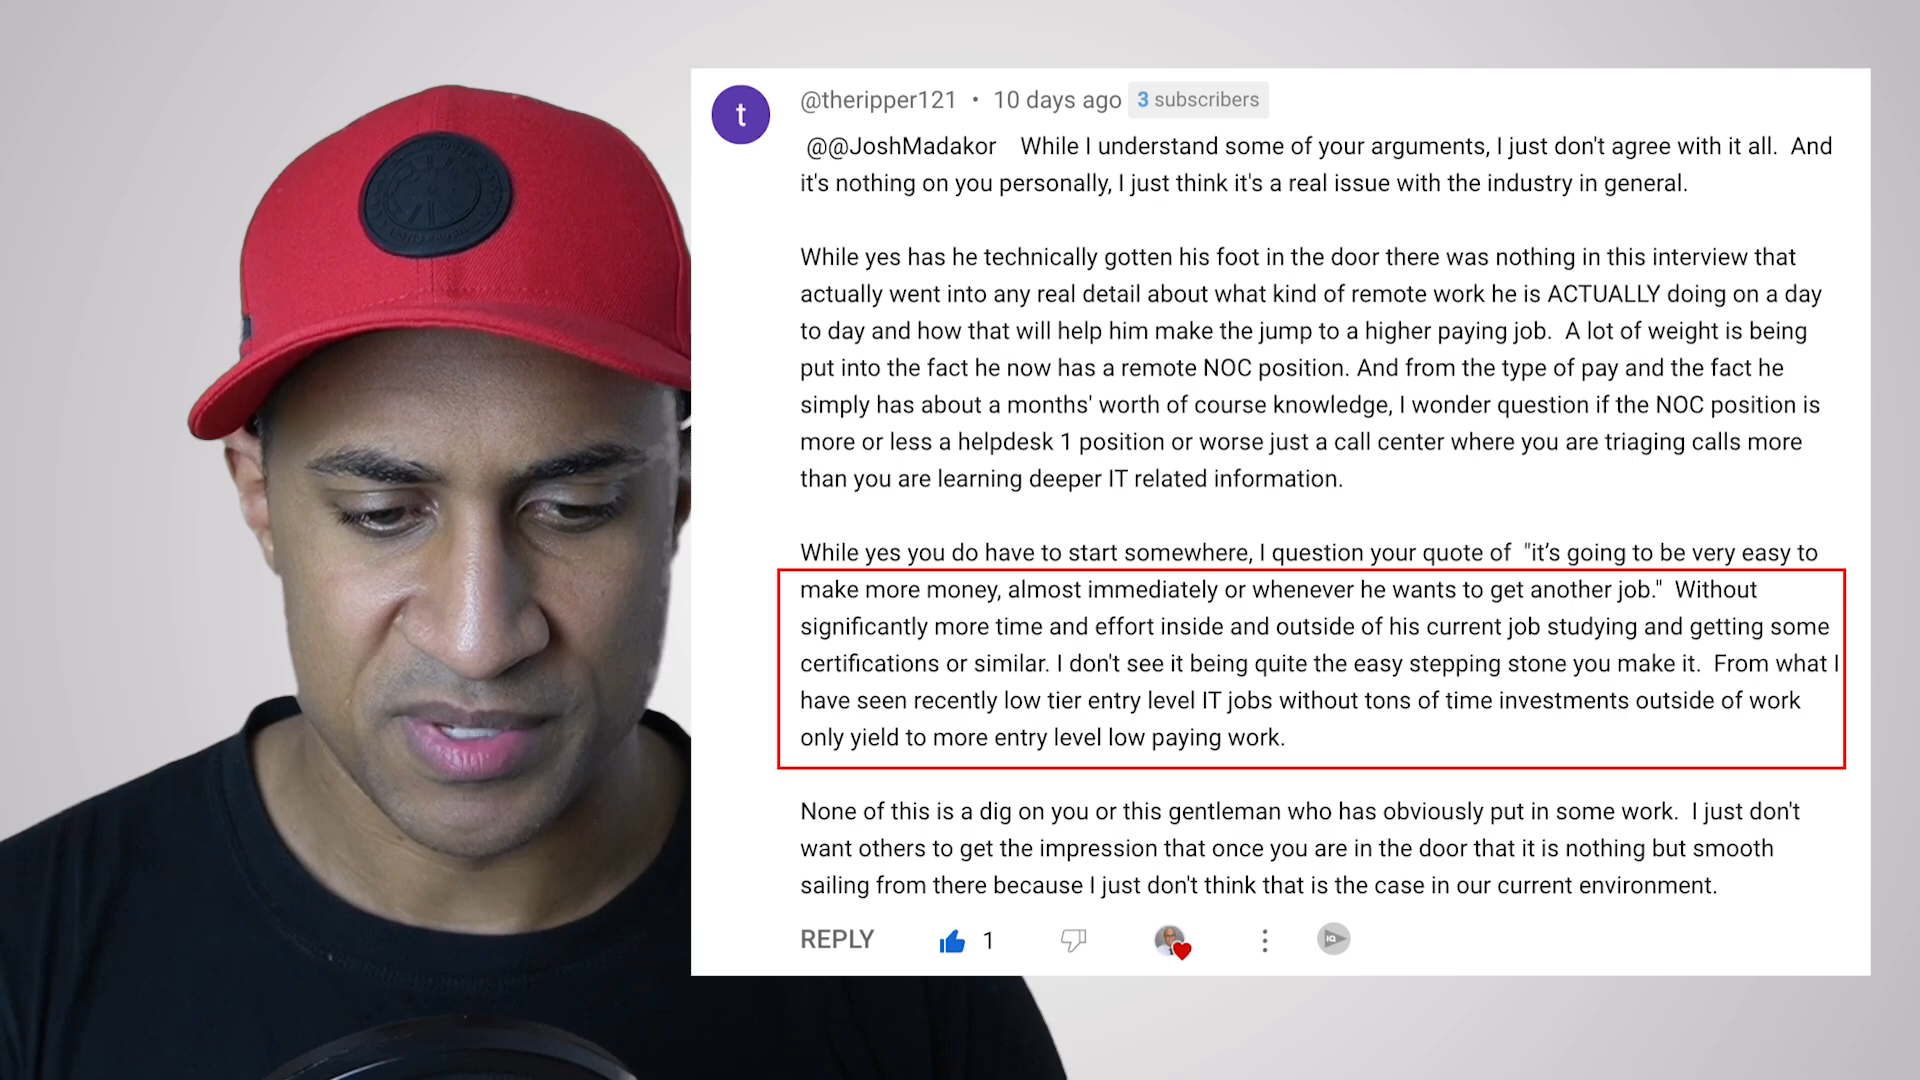 t
@theripper121 • 10 days ago 3 subscribers
@@JoshMadakor While I understand some of your arguments, I just don't agree with it all. And
it's nothing on you personally, I just think it's a real issue with the industry in general.
While yes has he technically gotten his foot in the door there was nothing in this interview that
actually went into any real detail about what kind of remote work he is ACTUALLY doing on a day
to day and how that will help him make the jump to a higher paying job. A lot of weight is being
put into the fact he now has a remote NOC position. And from the type of pay and the fact he
simply has about a months' worth of course knowledge, I wonder question if the NOC position is
more or less a helpdesk 1 position or worse just a call center where you are triaging calls more
than you are learning deeper IT related information.
While yes you do have to start somewhere, I question your quote of "it’s going to be very easy to
make more money, almost immediately or whenever he wants to get another job." Without
significantly more time and effort inside and outside of his current job studying and getting some
certifications or similar. I don't see it being quite the easy stepping stone you make it. From what I
have seen recently low tier entry level IT jobs without tons of time investments outside of work
only yield to more entry level low paying work.
None of this is a dig on you or this gentleman who has obviously put in some work. I just don't
want others to get the impression that once you are in the door that it is nothing but smooth
sailing from there because I just don't think that is the case in our current environment.
REPLY 1
IQ